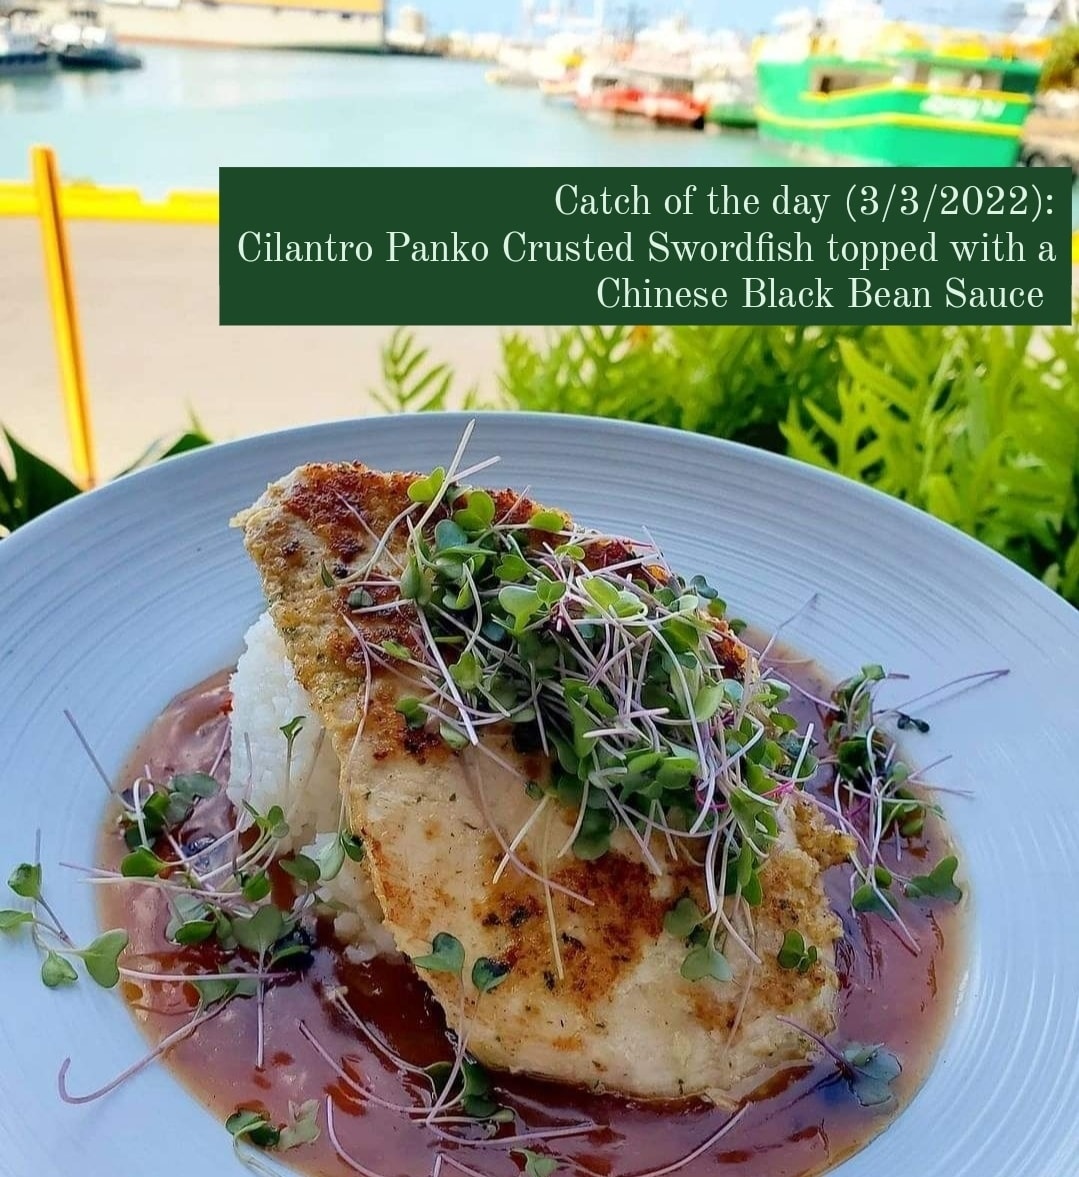 Catch of the day (3/3/2022):
Cilantro Panko Crusted Swordfish topped with a
Chinese Black Bean Sauce